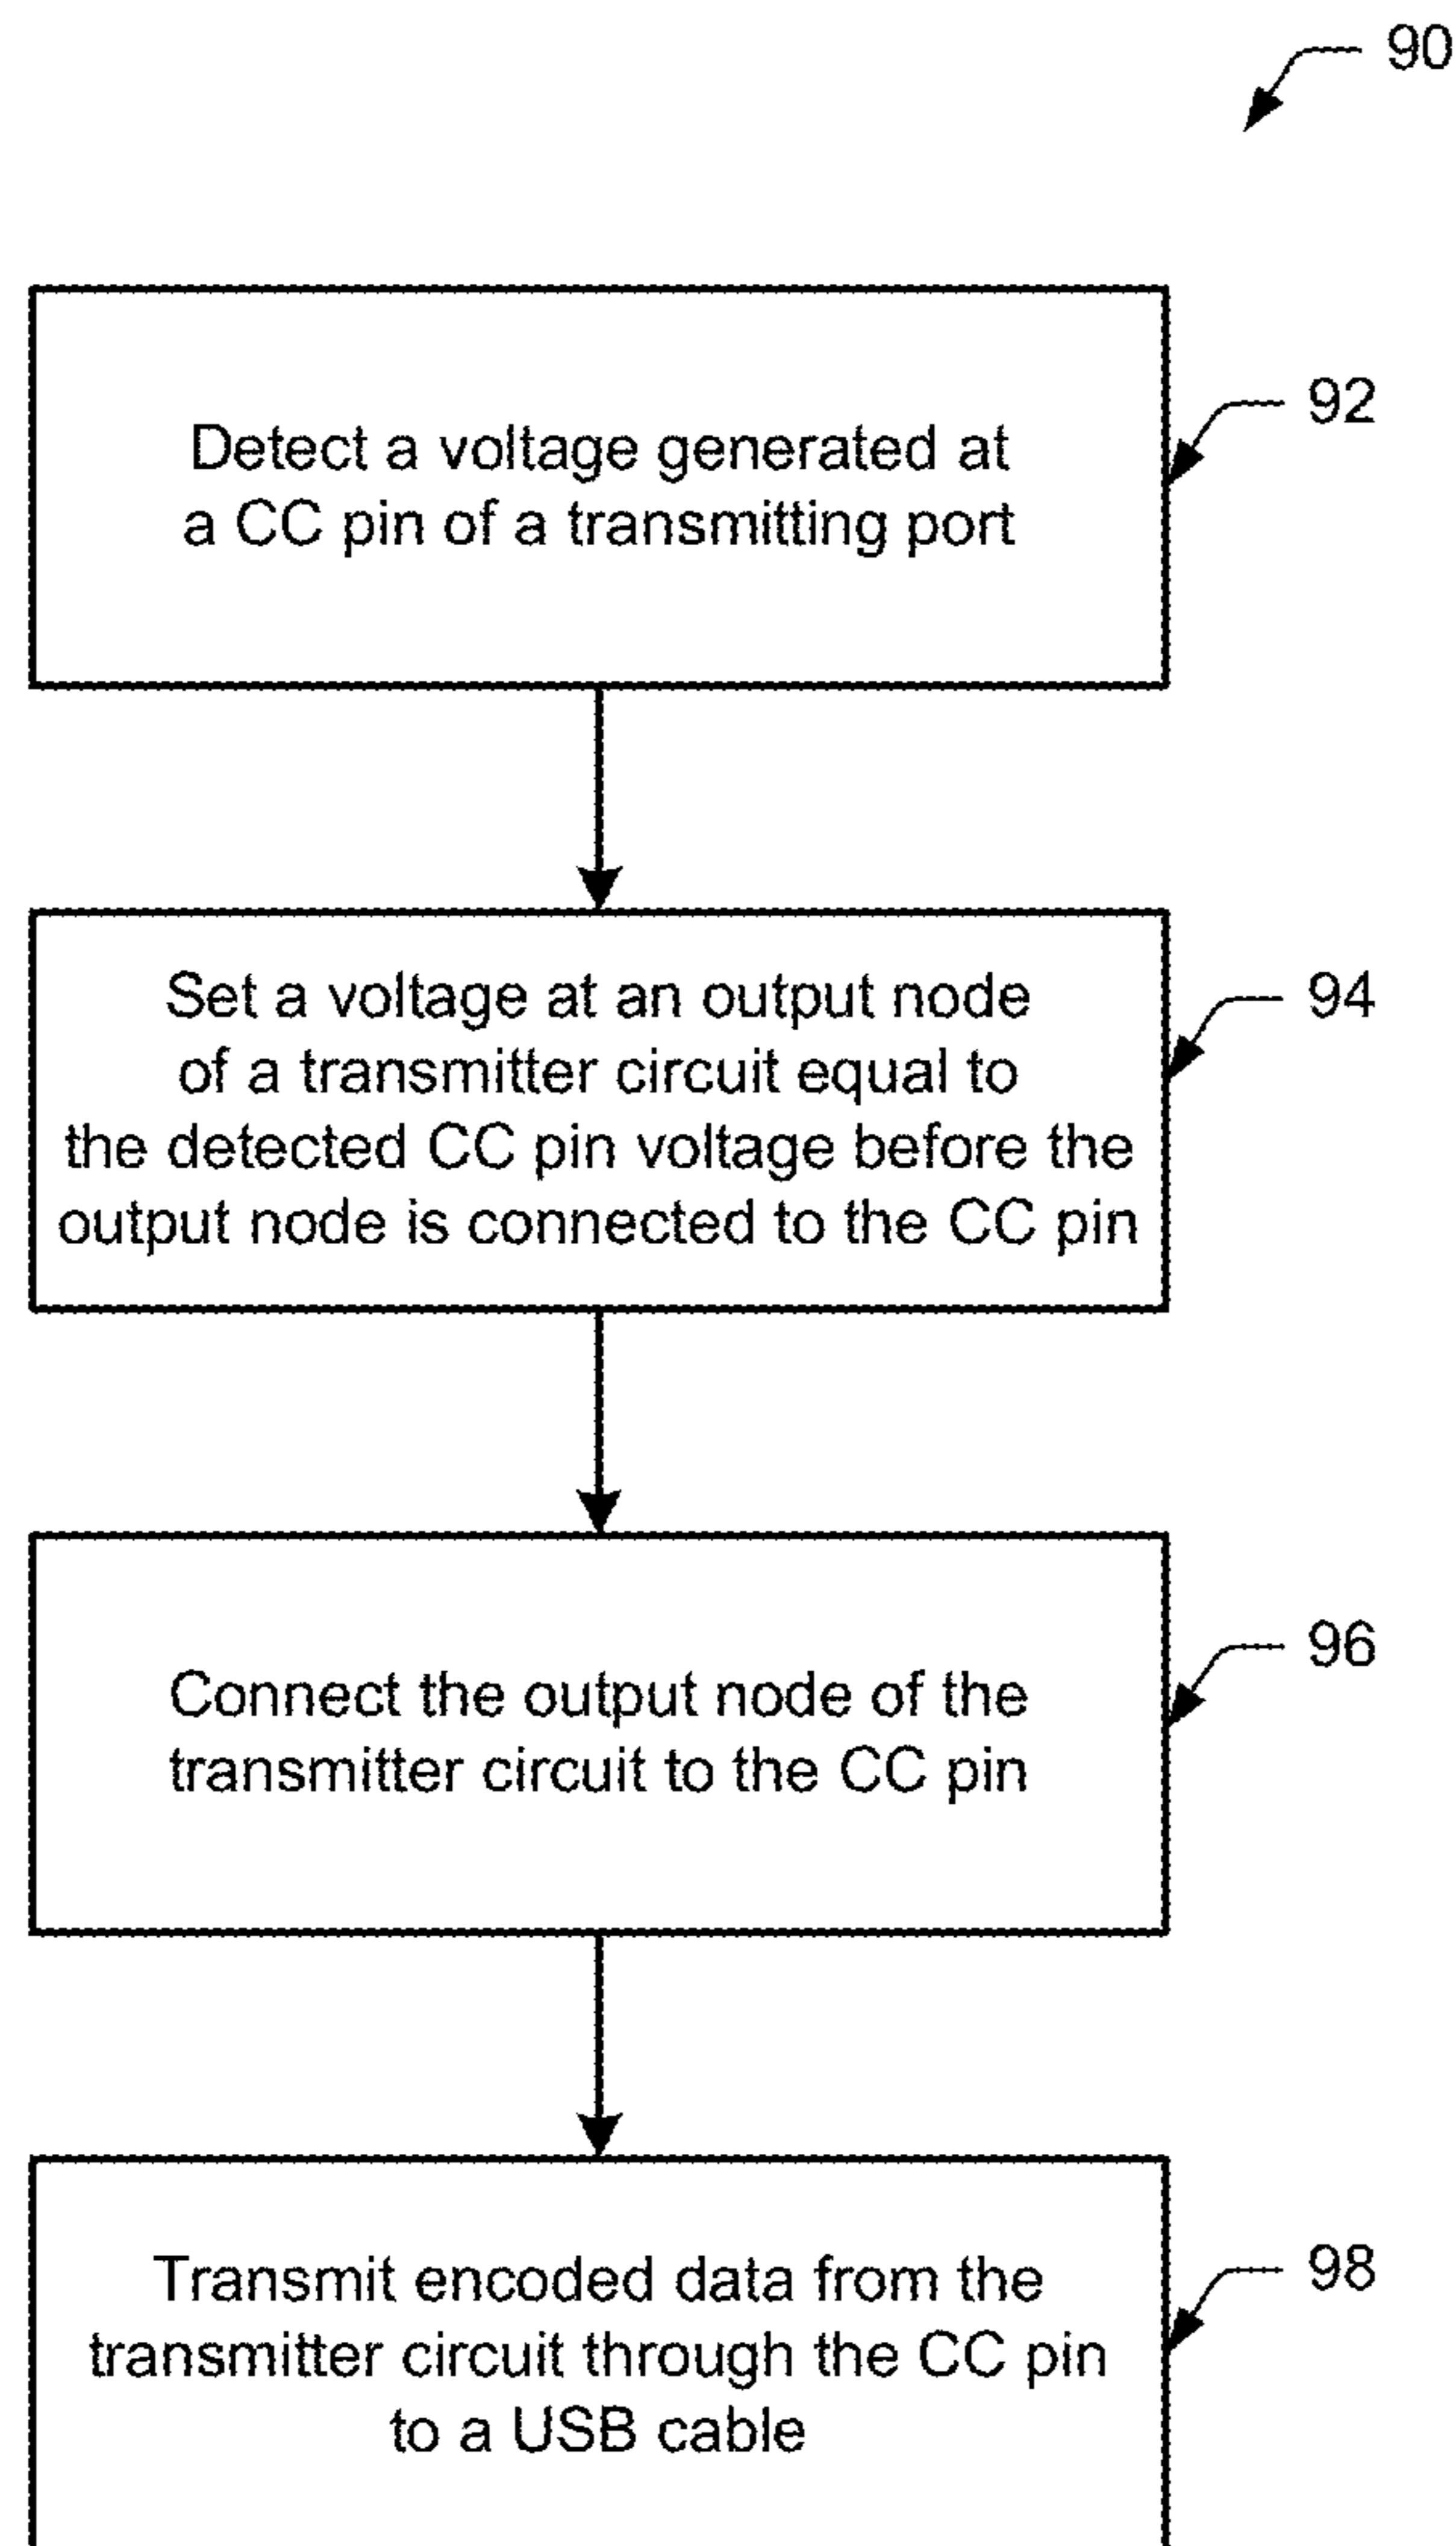 90
Detect a voltage generated at
a CC pin of a transmitting port
92
Set a voltage at an output node
of a transmitter circuit equal to
the detected CC pin voltage before the
output node is connected to the CC pin
94
Connect the output node of the
transmitter circuit to the CC pin
96
Transmit encoded data from the
transmitter circuit through the CC pin
to a USB cable
98